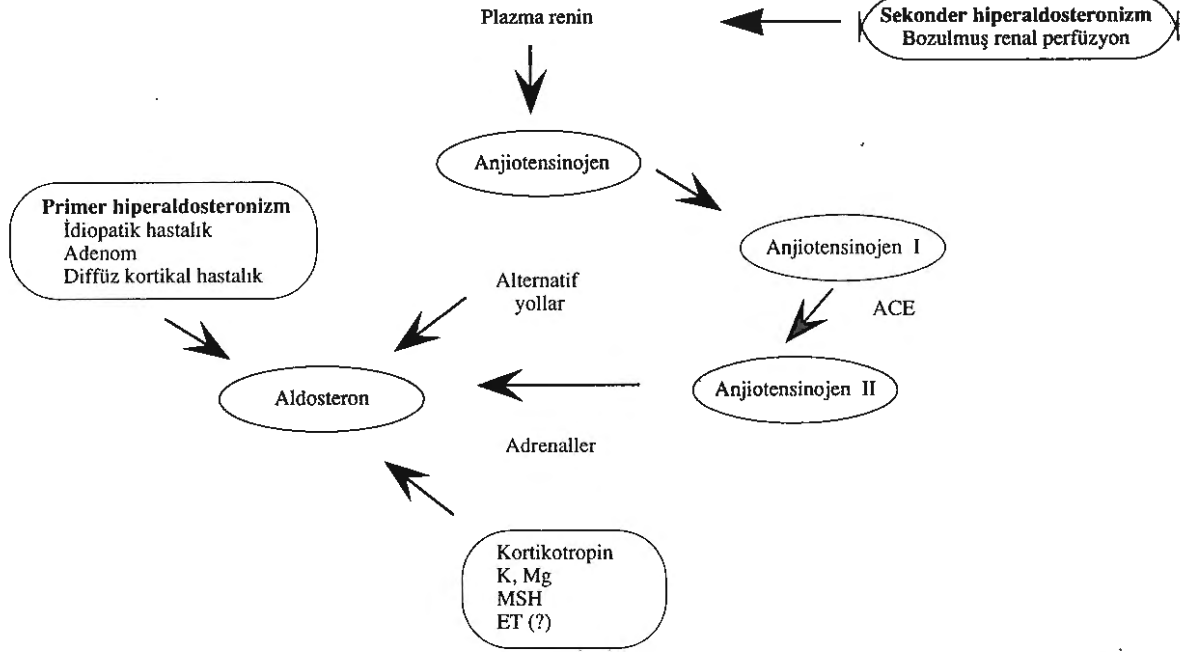 Plazma renin
Sekonder hiperaldosteronizm
Bozulmuş renal perfüzyon
Anjiotensinojen
Primer hiperaldosteronizm
İdiopatik hastalık
Adenom
Diffüz kortikal hastalık
Anjiotensinojen I
Alternatif
yollar
ACE
Aldosteron
Anjiotensinojen II
Adrenaller
Kortikotropin
K, Mg
MSH
ET (?)